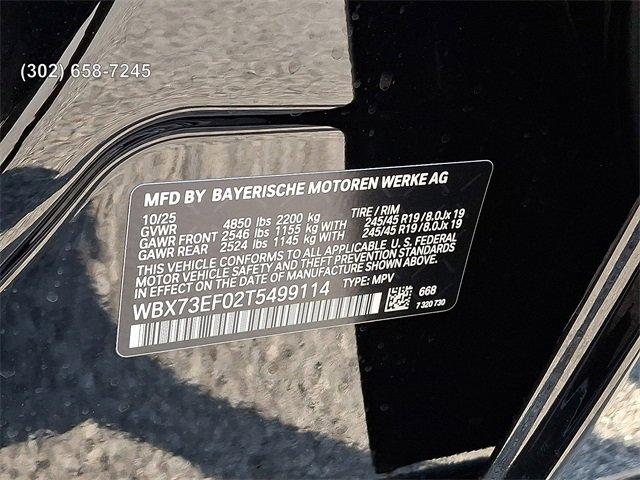 (302) 658-7245
MFD BY BAYERISCHE MOTOREN WERKE AG
10/25 TIRE / RIM
GVWR 4850 lbs 2200 kg
GAWR FRONT 2546 lbs 1155 kg WITH 245/45 R19 / 8.0Jx 19
GAWR REAR 2524 lbs 1145 kg WITH 245/45 R19 / 8.0Jx 19
THIS VEHICLE CONFORMS TO ALL APPLICABLE U.S. FEDERAL
MOTOR VEHICLE SAFETY, BUMPER, AND THEFT PREVENTION STANDARDS
IN EFFECT ON THE DATE OF MANUFACTURE SHOWN ABOVE.
WBX73EF02T5499114 TYPE: MPV
668
7 320 730